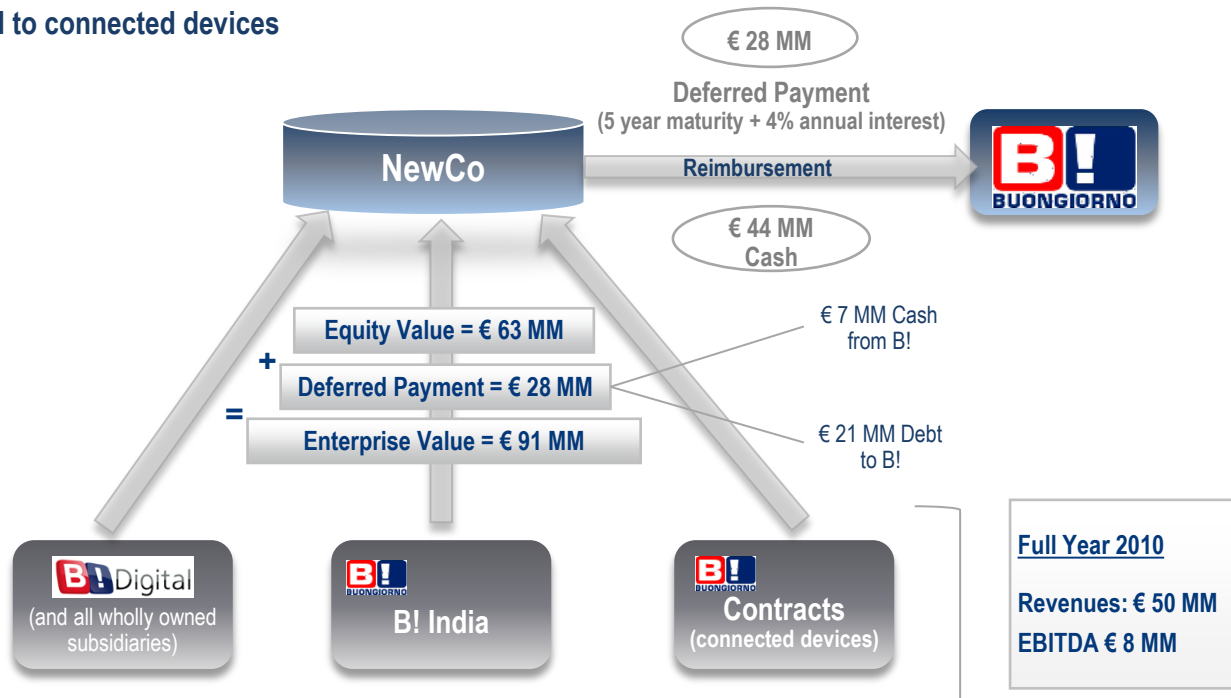 to connected devices
€ 28 MM
Deferred Payment
(5 year maturity + 4% annual interest)
NewCo
Reimbursement
B!
BUONGIORNO
€ 44 MM
Cash
Equity Value = € 63 MM
+
Deferred Payment = € 28 MM
=
Enterprise Value = € 91 MM
€ 7 MM Cash
from B!
€ 21 MM Debt
to B!
B! Digital
(and all wholly owned
subsidiaries)
B!
BUONGIORNO
B! India
B!
BUONGIORNO
Contracts
(connected devices)
Full Year 2010
Revenues: € 50 MM
EBITDA € 8 MM